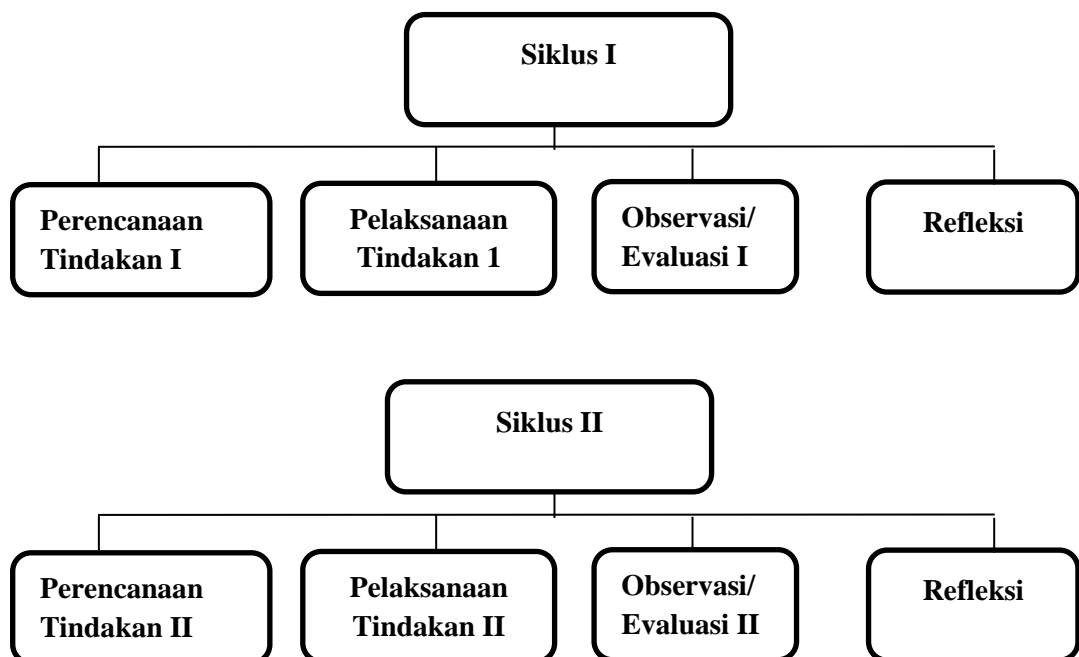 Siklus I
Perencanaan
Tindakan I
Pelaksanaan
Tindakan 1
Observasi/
Evaluasi I
Refleksi
Siklus II
Perencanaan
Tindakan II
Pelaksanaan
Tindakan II
Observasi/
Evaluasi II
Refleksi